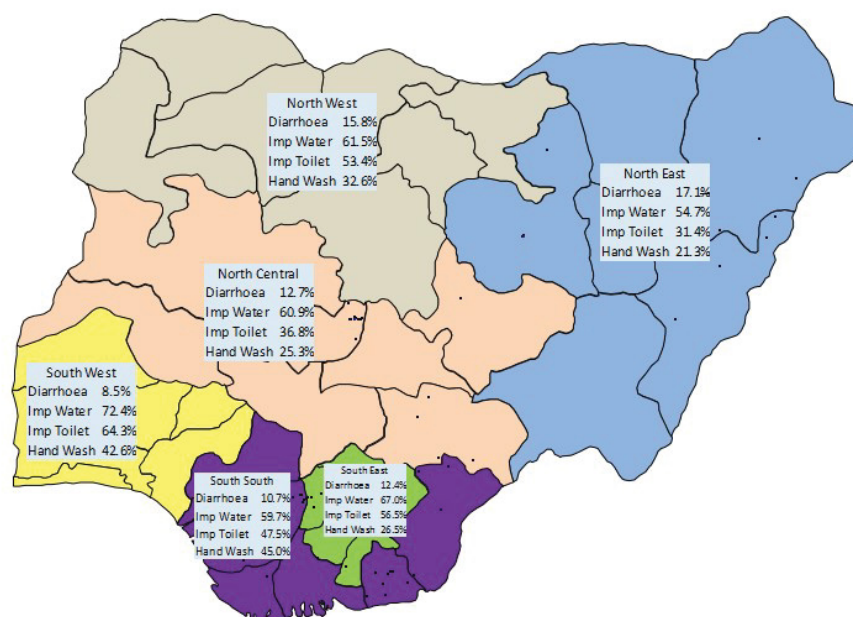 North West
Diarrhoea 15.8%
Imp Water 61.5%
Imp Toilet 53.4%
Hand Wash 32.6%
North East
Diarrhoea 17.1%
Imp Water 54.7%
Imp Toilet 31.4%
Hand Wash 21.3%
North Central
Diarrhoea 12.7%
Imp Water 60.9%
Imp Toilet 36.8%
Hand Wash 25.3%
South West
Diarrhoea 8.5%
Imp Water 72.4%
Imp Toilet 64.3%
Hand Wash 42.6%
South South
Diarrhoea 10.7%
Imp Water 59.7%
Imp Toilet 47.5%
Hand Wash 45.0%
South East
Diarrhoea 12.4%
Imp Water 67.0%
Imp Toilet 56.5%
Hand Wash 26.5%